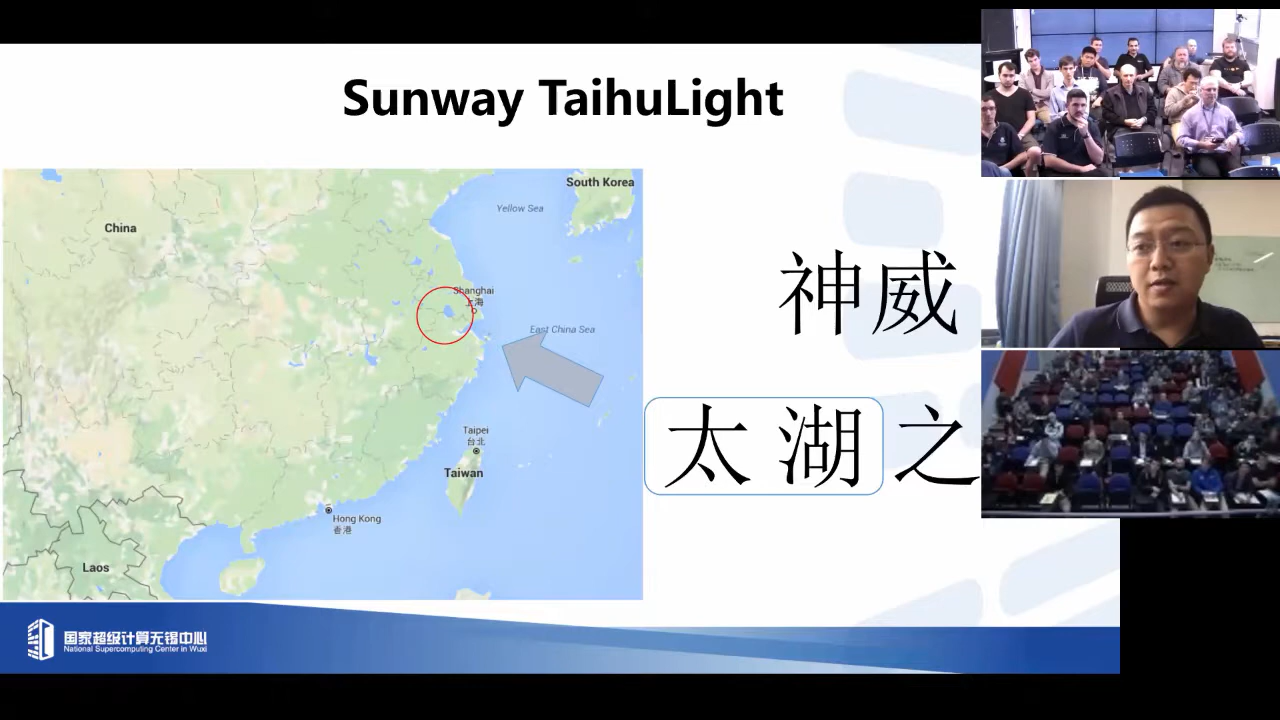 Sunway TaihuLight
South Korea
Yellow Sea
China
Shanghai
上海
East China Sea
Taipei
台北
Taiwan
Hong Kong
香港
Laos
神威
太湖之
国家超级计算无锡中心
National Supercomputing Center in Wuxi